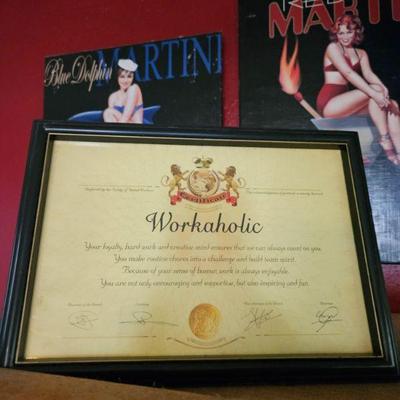 RED
Blue Dolphin MARTINI
MARTINI
Certificate
Workaholic
Your loyalty, hard work and creative mind ensures that we can always count on you.
You make routine chores into a challenge and build team spirit.
Because of your sense of humor, work is always enjoyable.
You are not only encouraging and supportive, but also inspiring and fun.